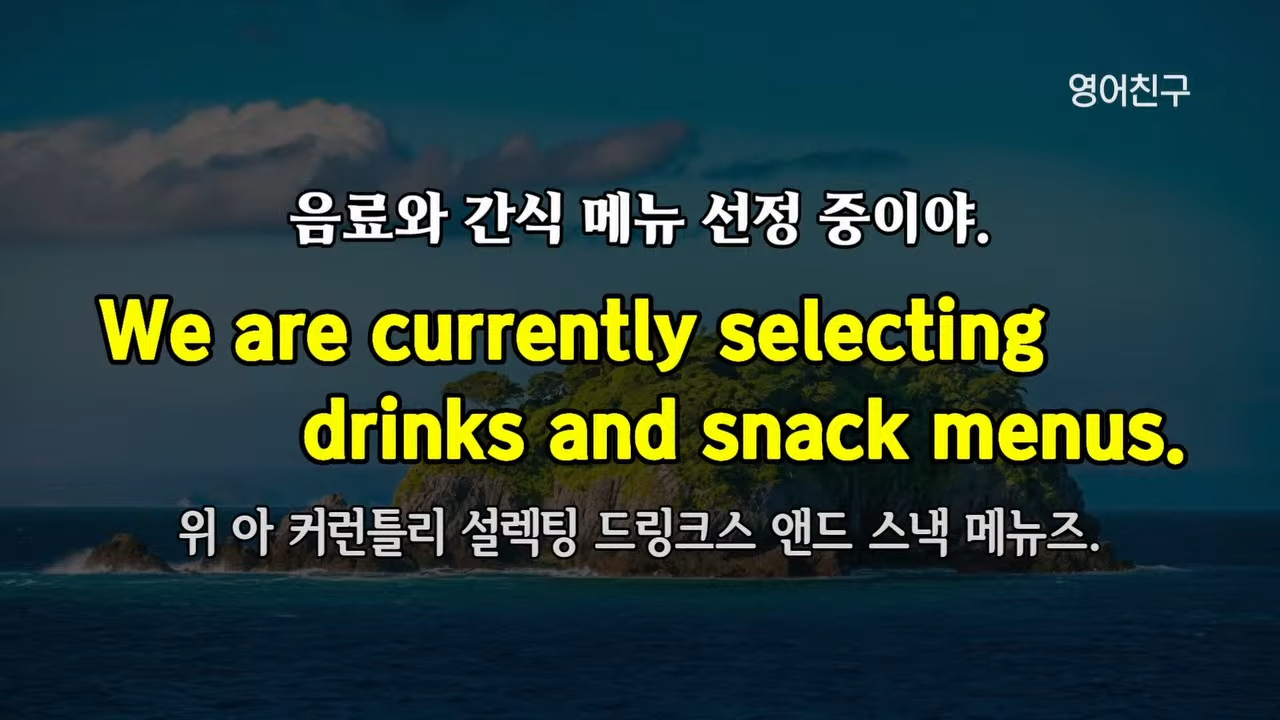 영어친구
음료와 간식 메뉴 선정 중이야.
We are currently selecting
drinks and snack menus.
위 아 커런틀리 설렉팅 드링크스 앤드 스낵 메뉴즈.